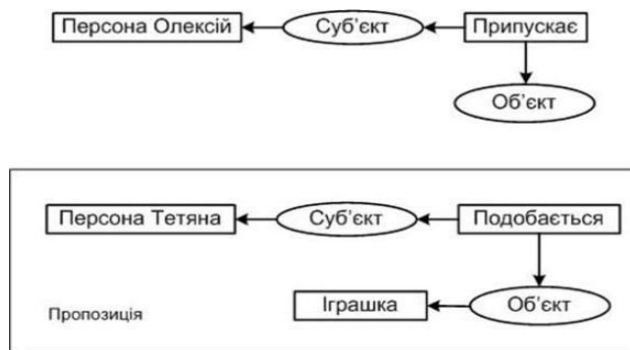 Персона Олексій Суб'єкт Припускає
Об'єкт
Персона Тетяна Суб'єкт Подобається
Іграшка Об'єкт
Пропозиція